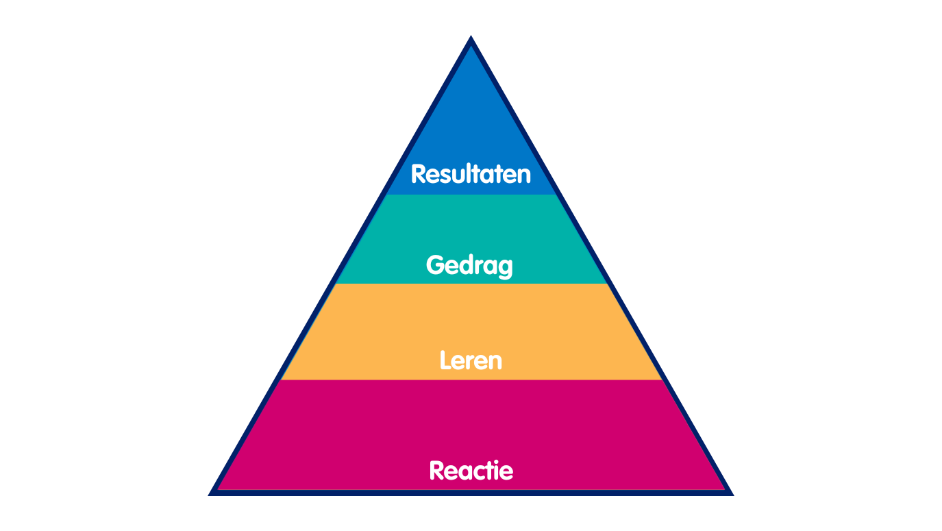 Resultaten
Gedrag
Leren
Reactie